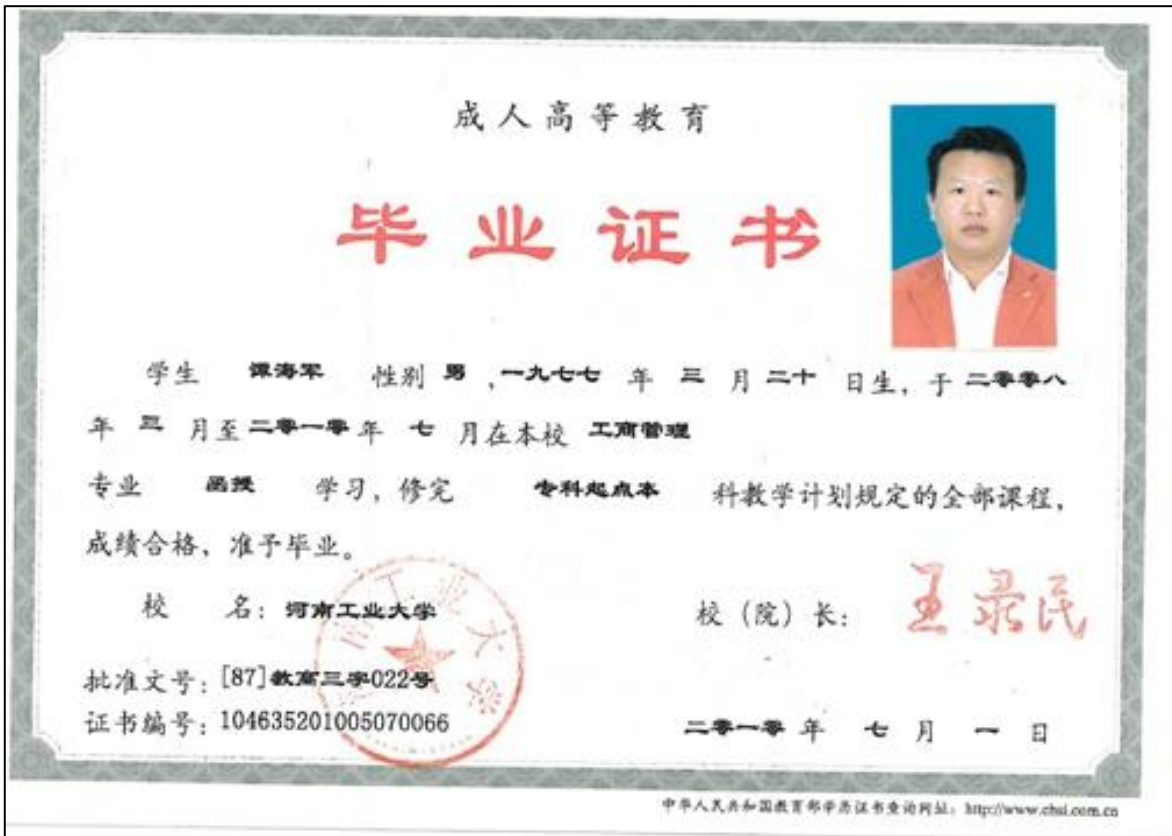 成人高等教育
毕业证书
学生 谭海军 性别 男 ,一九七七 年 三 月 二十 日生, 于 二零零八
年 三 月至 二零一零 年 七 月在本校 工商管理
专业 函授 学习, 修完 专科起点本 科教学计划规定的全部课程,
成绩合格, 准予毕业。
校 名: 河南工业大学
校 (院) 长: 王录民
批准文号: [87]教高三字022号
证书编号: 104635201005070066
二零一零 年 七 月 一 日
河南工业大学
中华人民共和国教育部学历证书查询网址: http://www.chsi.com.cn